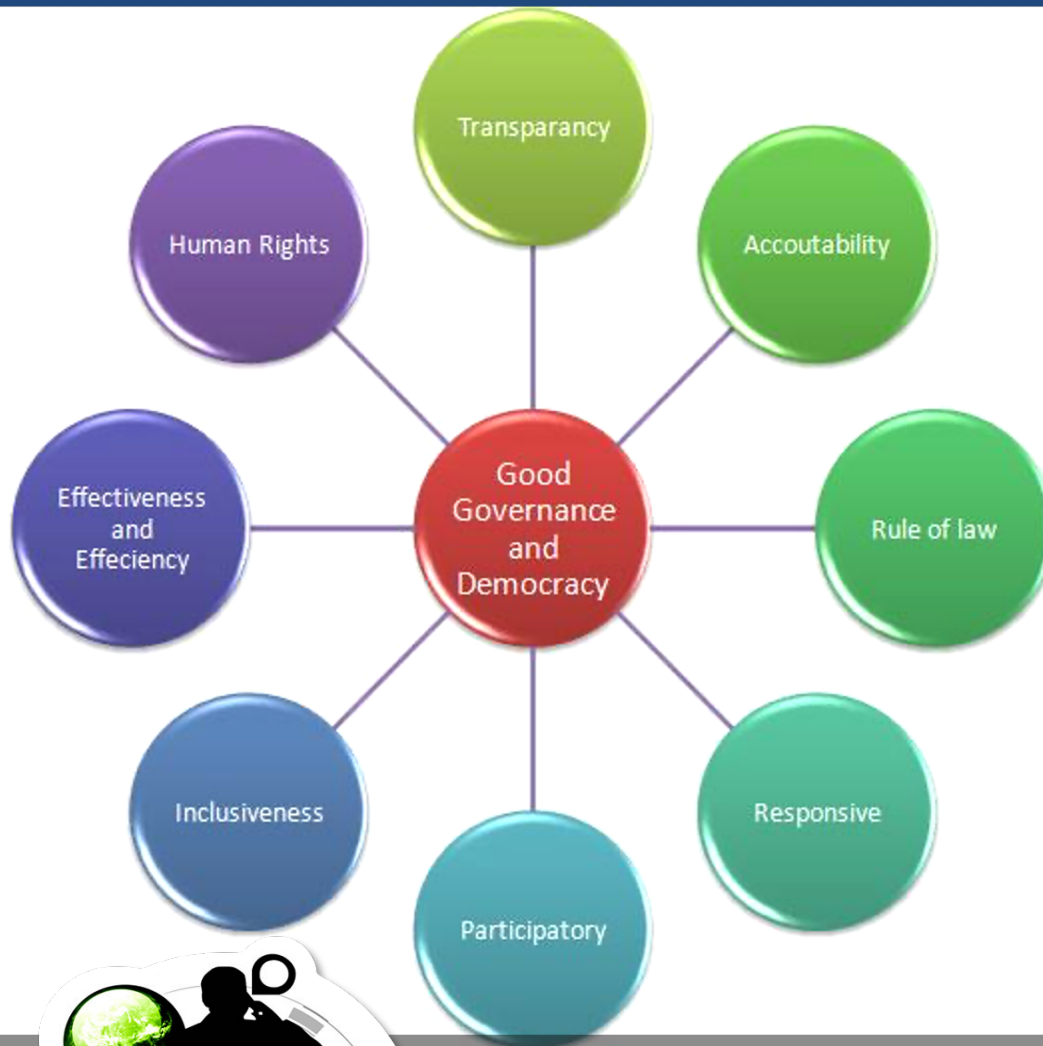 Transparancy
Human Rights
Accoutability
Good
Governance
and
Democracy
Effectiveness
and
Effeciency
Rule of law
Inclusiveness
Responsive
Participatory